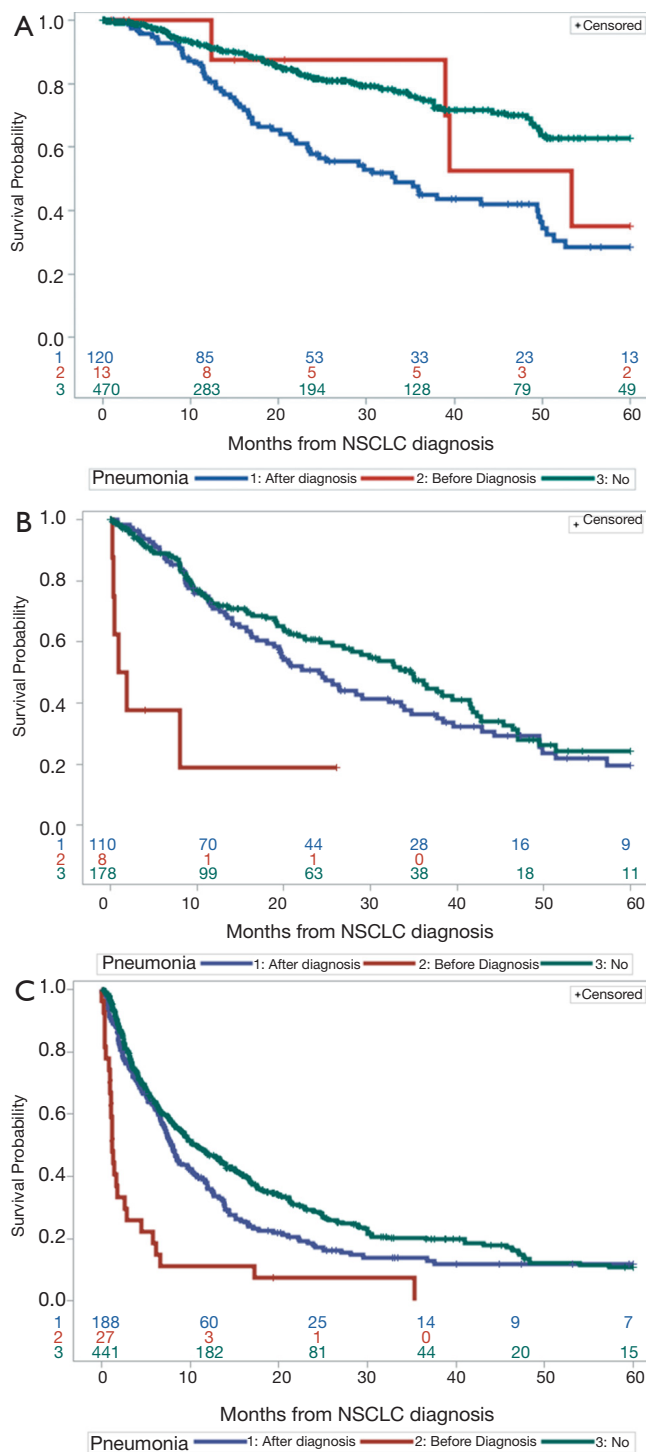 A
+Censored
Survival Probability
1.0
0.8
0.6
0.4
0.2
0.0
1 120 85 53 33 23 13
2 13 8 5 5 3 2
3 470 283 194 128 79 49
0 10 20 30 40 50 60
Months from NSCLC diagnosis
Pneumonia 1: After diagnosis 2: Before Diagnosis 3: No
B
+ Censored
Survival Probability
1.0
0.8
0.6
0.4
0.2
0.0
1 110 70 44 28 16 9
2 8 1 1 0
3 178 99 63 38 18 11
0 10 20 30 40 50 60
Months from NSCLC diagnosis
Pneumonia 1: After diagnosis 2: Before Diagnosis 3: No
C
+Censored
Survival Probability
1.0
0.8
0.6
0.4
0.2
0.0
1 188 60 25 14 9 7
2 27 3 1 0
3 441 182 81 44 20 15
0 10 20 30 40 50 60
Months from NSCLC diagnosis
Pneumonia 1: After diagnosis 2: Before Diagnosis 3: No